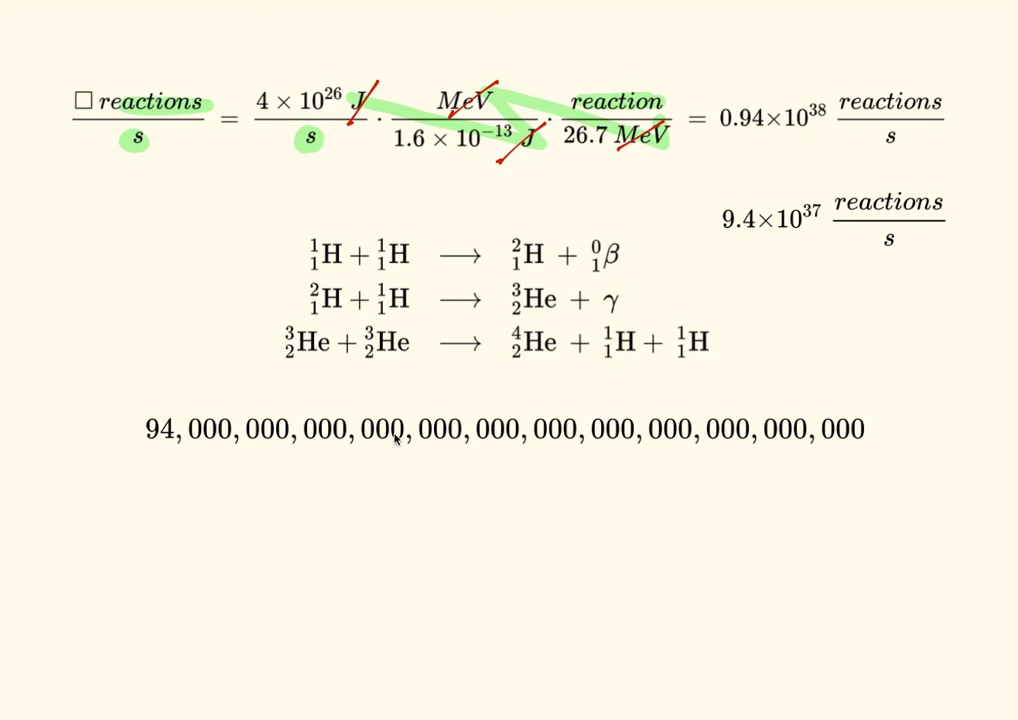 □ reactions / s = 4 × 10²⁶ J / s · MeV / 1.6 × 10⁻¹³ J · reaction / 26.7 MeV = 0.94×10³⁸ reactions / s
9.4×10³⁷ reactions / s
¹₁H + ¹₁H ⟶ ²₁H + ⁰₁β
²₁H + ¹₁H ⟶ ³₂He + γ
³₂He + ³₂He ⟶ ⁴₂He + ¹₁H + ¹₁H
94, 000, 000, 000, 000, 000, 000, 000, 000, 000, 000, 000, 000